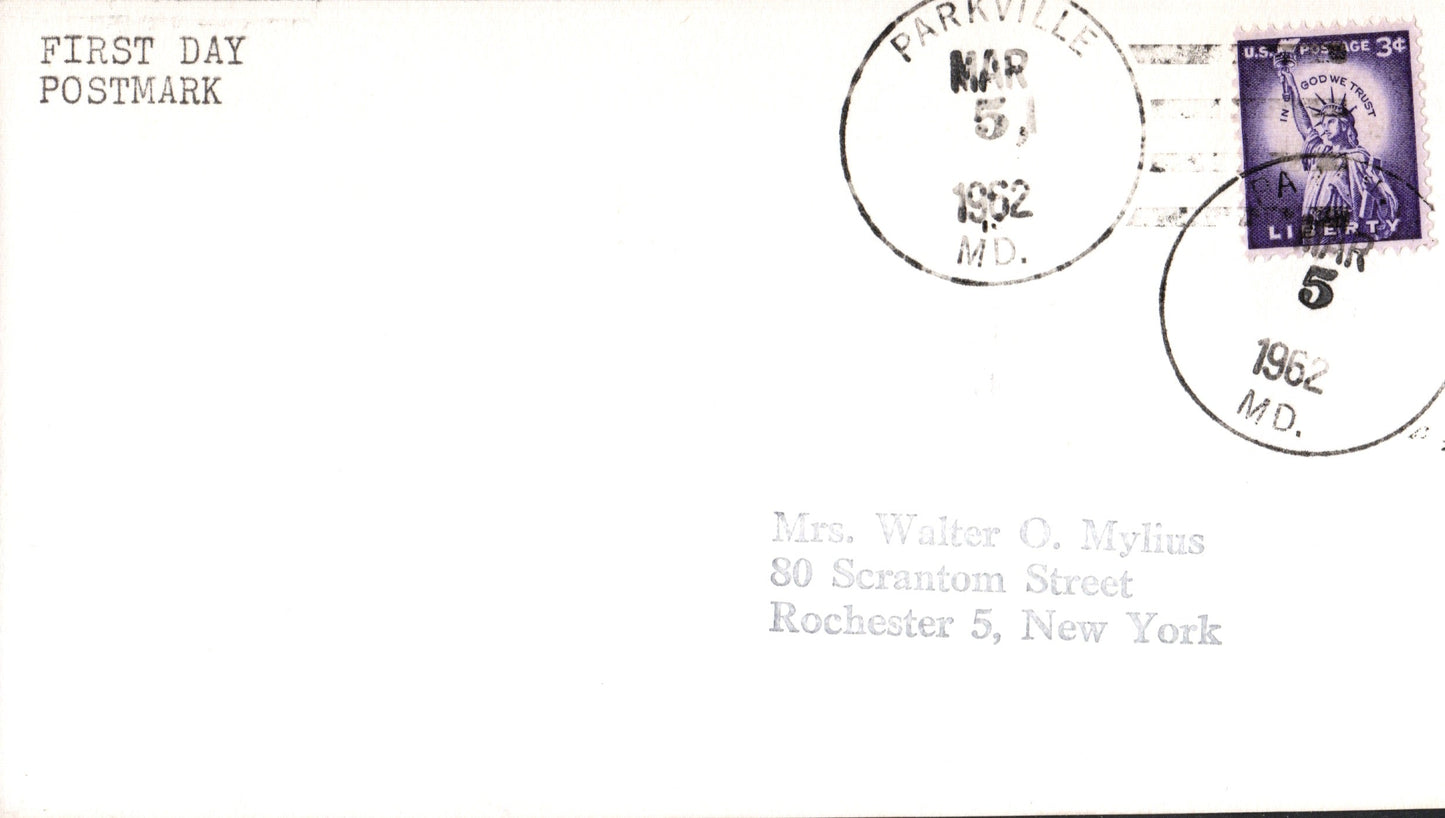 FIRST DAY
POSTMARK
PARKVILLE
MAR
5,
1962
MD.
U.S. POSTAGE 3¢
IN GOD WE TRUST
LIBERTY
MAR
5
1962
MD.
Mrs. Walter O. Mylius
80 Scrantom Street
Rochester 5, New York